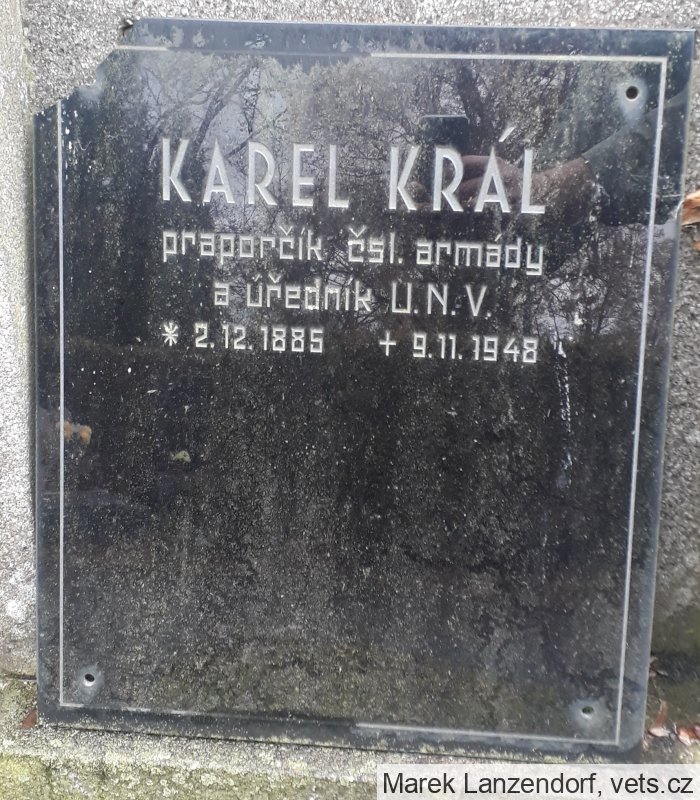 KAREL KRÁL
praporčík čsl. armády
a úředník U.N.V.
* 2.12.1885 + 9.11.1948
Marek Lanzendorf, vets.cz